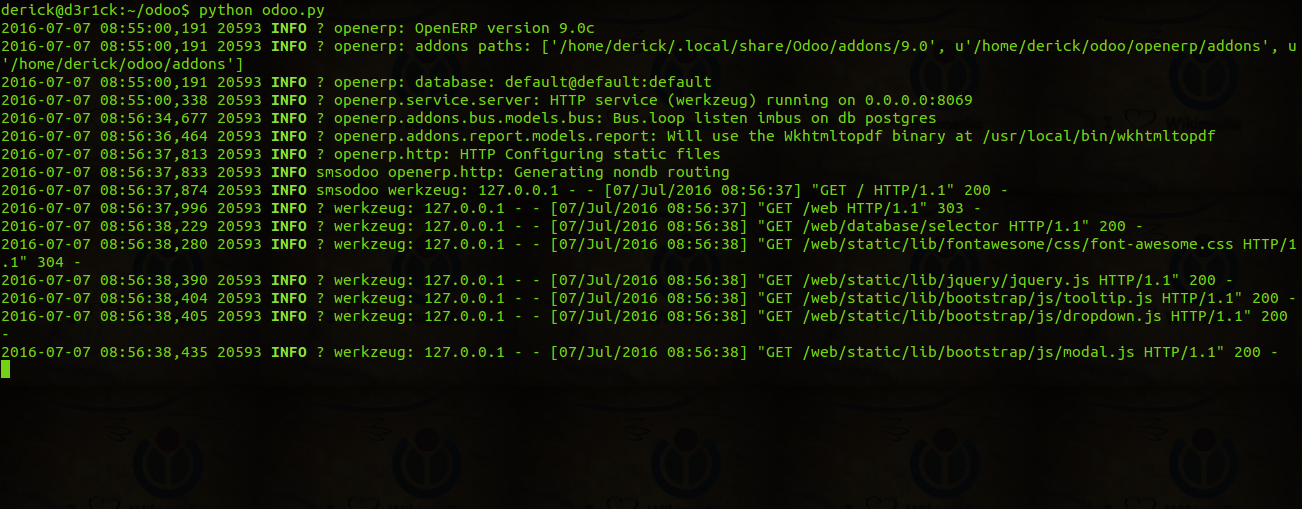 derick@d3r1ck:~/odoo$ python odoo.py
2016-07-07 08:55:00,191 20593 INFO ? openerp: OpenERP version 9.0c
2016-07-07 08:55:00,191 20593 INFO ? openerp: addons paths: ['/home/derick/.local/share/Odoo/addons/9.0', u'/home/derick/odoo/openerp/addons', u
'/home/derick/odoo/addons']
2016-07-07 08:55:00,191 20593 INFO ? openerp: database: default@default:default
2016-07-07 08:55:00,338 20593 INFO ? openerp.service.server: HTTP service (werkzeug) running on 0.0.0.0:8069
2016-07-07 08:56:34,677 20593 INFO ? openerp.addons.bus.models.bus: Bus.loop listen imbus on db postgres
2016-07-07 08:56:36,464 20593 INFO ? openerp.addons.report.models.report: Will use the Wkhtmltopdf binary at /usr/local/bin/wkhtmltopdf
2016-07-07 08:56:37,813 20593 INFO ? openerp.http: HTTP Configuring static files
2016-07-07 08:56:37,833 20593 INFO smsodoo openerp.http: Generating nondb routing
2016-07-07 08:56:37,874 20593 INFO smsodoo werkzeug: 127.0.0.1 - - [07/Jul/2016 08:56:37] "GET / HTTP/1.1" 200 -
2016-07-07 08:56:37,996 20593 INFO ? werkzeug: 127.0.0.1 - - [07/Jul/2016 08:56:37] "GET /web HTTP/1.1" 303 -
2016-07-07 08:56:38,229 20593 INFO ? werkzeug: 127.0.0.1 - - [07/Jul/2016 08:56:38] "GET /web/database/selector HTTP/1.1" 200 -
2016-07-07 08:56:38,280 20593 INFO ? werkzeug: 127.0.0.1 - - [07/Jul/2016 08:56:38] "GET /web/static/lib/fontawesome/css/font-awesome.css HTTP/1
.1" 304 -
2016-07-07 08:56:38,390 20593 INFO ? werkzeug: 127.0.0.1 - - [07/Jul/2016 08:56:38] "GET /web/static/lib/jquery/jquery.js HTTP/1.1" 200 -
2016-07-07 08:56:38,404 20593 INFO ? werkzeug: 127.0.0.1 - - [07/Jul/2016 08:56:38] "GET /web/static/lib/bootstrap/js/tooltip.js HTTP/1.1" 200 -
2016-07-07 08:56:38,405 20593 INFO ? werkzeug: 127.0.0.1 - - [07/Jul/2016 08:56:38] "GET /web/static/lib/bootstrap/js/dropdown.js HTTP/1.1" 200
-
2016-07-07 08:56:38,435 20593 INFO ? werkzeug: 127.0.0.1 - - [07/Jul/2016 08:56:38] "GET /web/static/lib/bootstrap/js/modal.js HTTP/1.1" 200 -